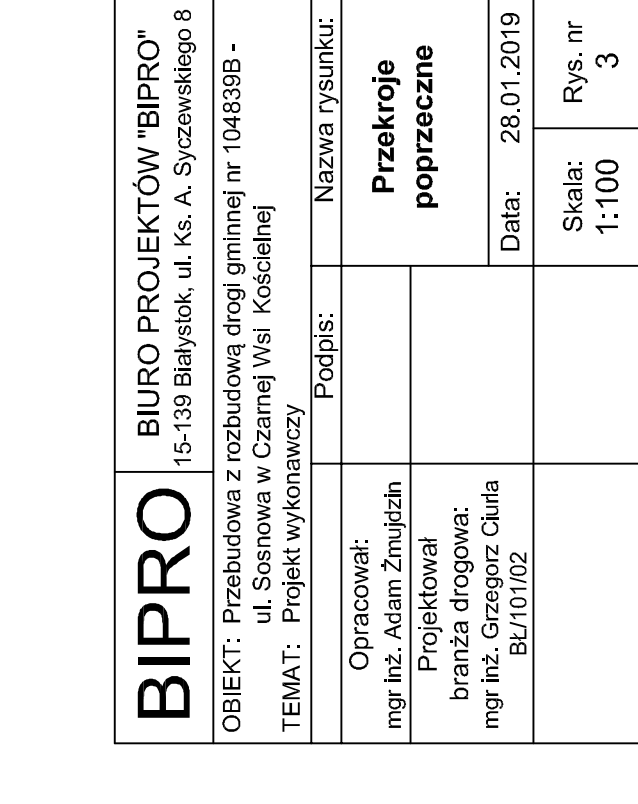 BIPRO
BIURO PROJEKTÓW "BIPRO"
15-139 Białystok, ul. Ks. A. Syczewskiego 8
OBIEKT: Przebudowa z rozbudową drogi gminnej nr 104839B -
ul. Sosnowa w Czarnej Wsi Kościelnej
TEMAT: Projekt wykonawczy
Podpis:
Nazwa rysunku:
Opracował:
mgr inż. Adam Żmujdzin
Przekroje
poprzeczne
Projektował
branża drogowa:
mgr inż. Grzegorz Ciurla
BŁ/101/02
Data: 28.01.2019
Skala:
1:100
Rys. nr
3